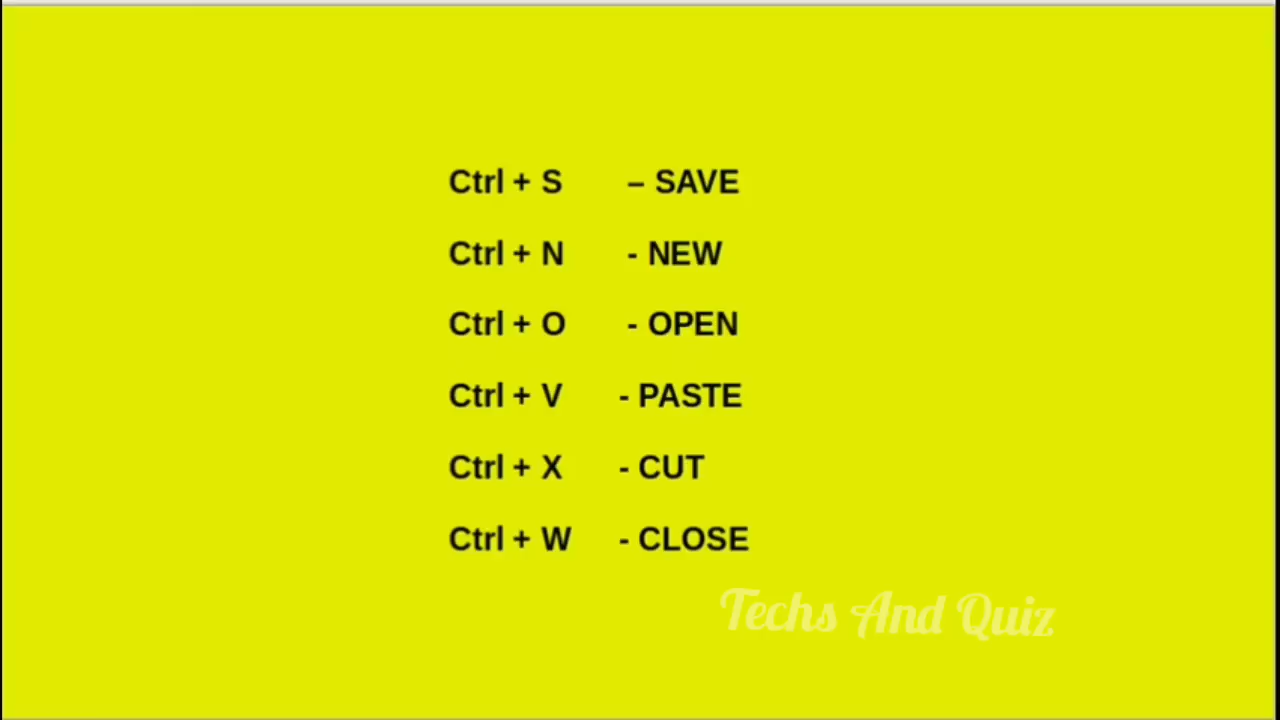 Ctrl + S – SAVE
Ctrl + N - NEW
Ctrl + O - OPEN
Ctrl + V - PASTE
Ctrl + X - CUT
Ctrl + W - CLOSE
Techs And Quiz